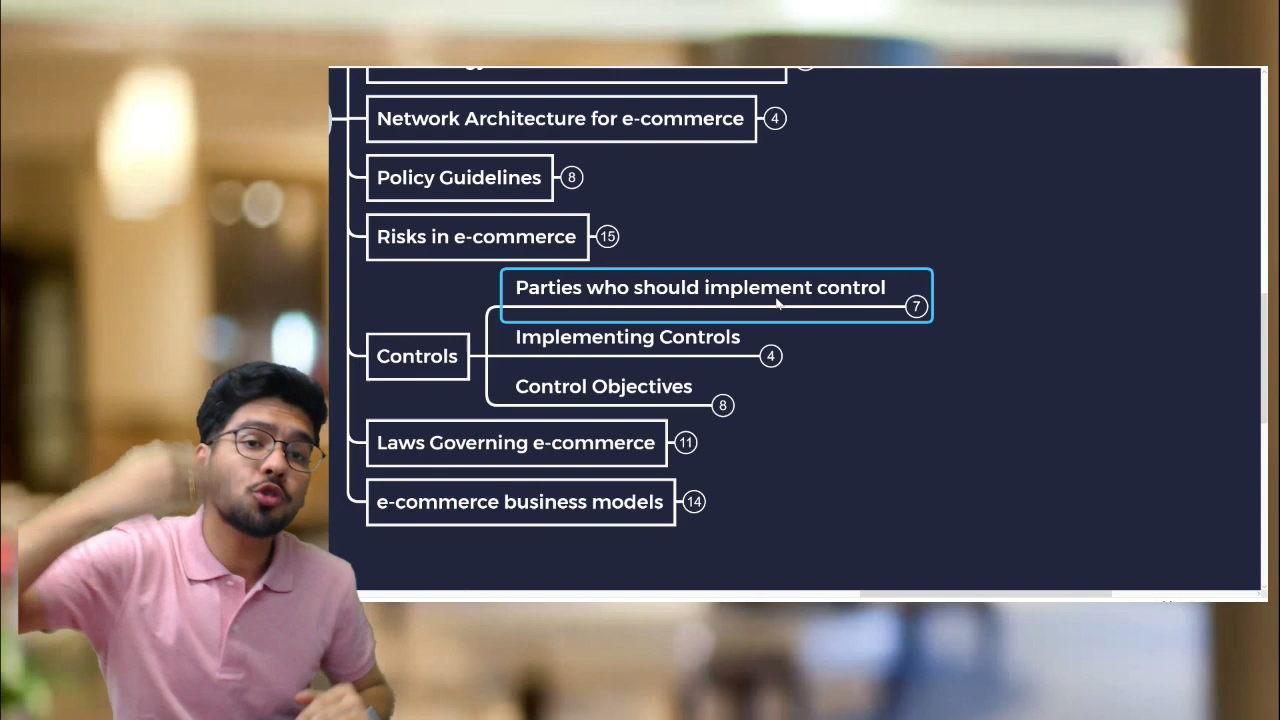 Network Architecture for e-commerce 4
Policy Guidelines 8
Risks in e-commerce 15
Parties who should implement control 7
Implementing Controls 4
Controls
Control Objectives 8
Laws Governing e-commerce 11
e-commerce business models 14